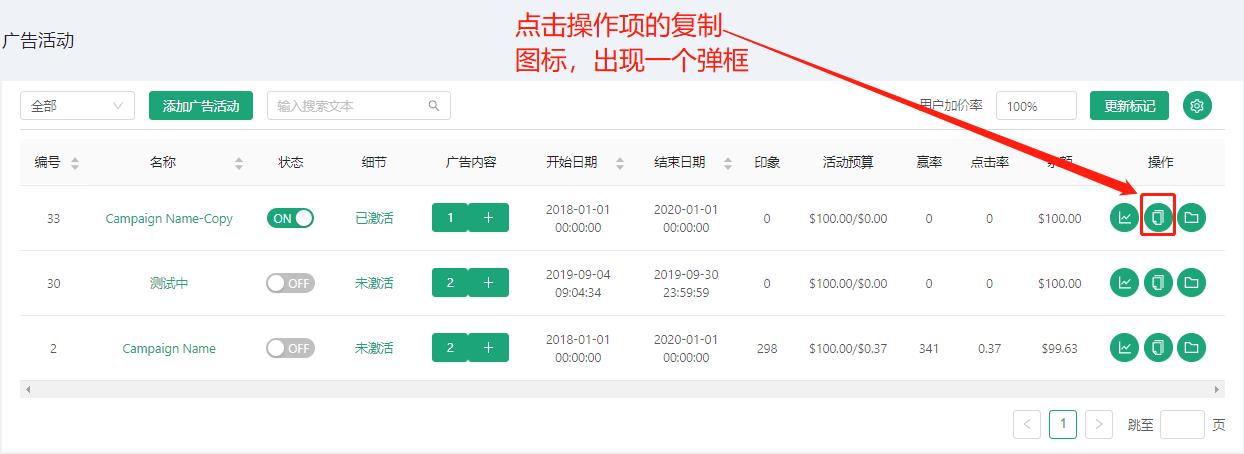 点击操作项的复制
图标，出现一个弹框
广告活动
全部 添加广告活动 输入搜索文本 用户加价率 100% 更新标记
编号 名称 状态 细节 广告内容 开始日期 结束日期 印象 活动预算 赢率 点击率 余额 操作
33 Campaign Name-Copy ON 已激活 1 + 2018-01-01 2020-01-01 0 $100.00/$0.00 0 0 $100.00
00:00:00 00:00:00
30 测试中 OFF 未激活 2 + 2019-09-04 2019-09-30 0 $100.00/$0.00 0 0 $100.00
09:04:34 23:59:59
2 Campaign Name OFF 未激活 2 + 2018-01-01 2020-01-01 298 $100.00/$0.37 341 0.37 $99.63
00:00:00 00:00:00
< 1 > 跳至 页